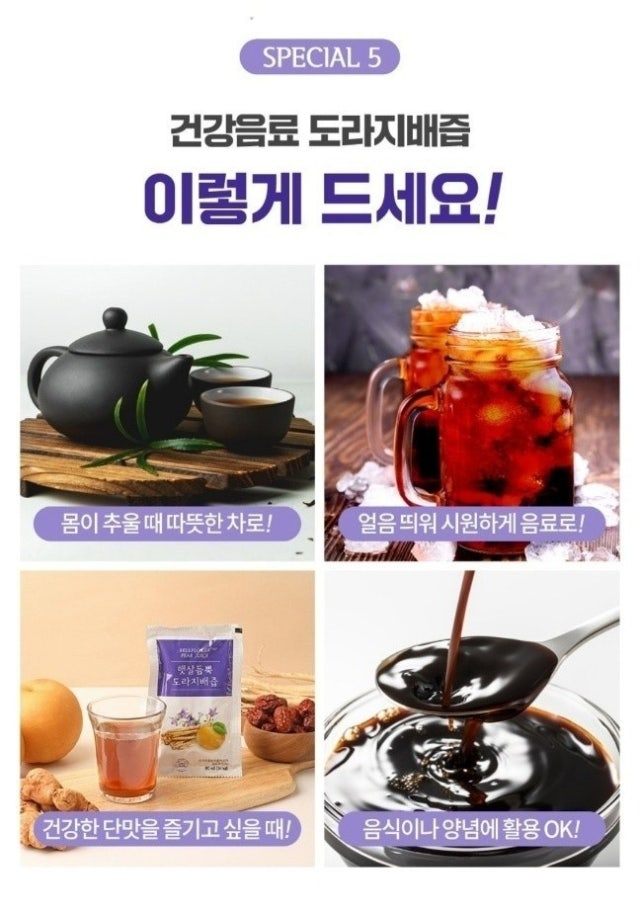 SPECIAL 5
건강음료 도라지배즙
이렇게 드세요!
몸이 추울 때 따뜻한 차로!
얼음 띄워 시원하게 음료로!
BELLFLOWER
PEAR JUICE
햇살듬뿍
도라지배즙
건강한 단맛을 즐기고 싶을 때!
음식이나 양념에 활용 OK!